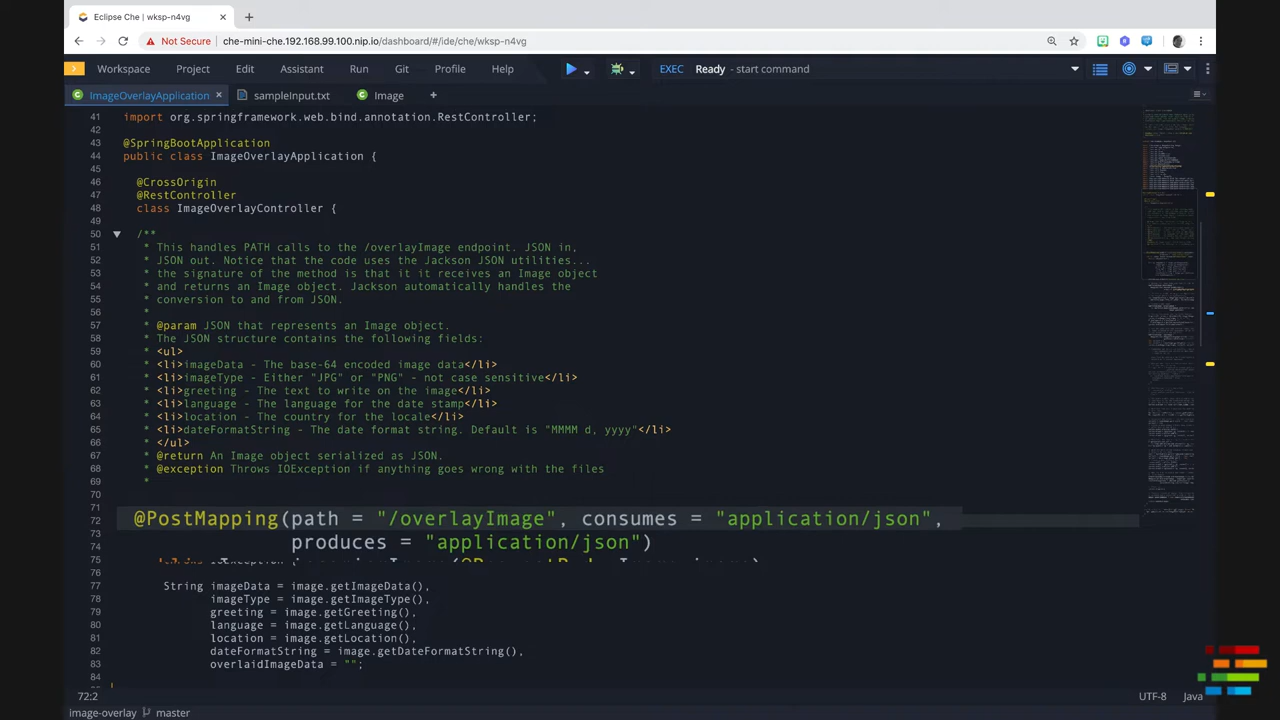 Eclipse Che | wksp-n4vg
Not Secure | che-mini-che.192.168.99.100.nip.io/dashboard/#/ide/che/wksp-n4vg
Workspace Project Edit Assistant Run Git Profile Help EXEC Ready - start command
ImageOverlayApplication sampleInput.txt Image
41 import org.springframework.web.bind.annotation.RestController;
42
43 @SpringBootApplication
44 public class ImageOverlayApplication {
45
46 @CrossOrigin
47 @RestController
48 class ImageOverlayController {
49
50 /**
51 * This handles PATH calls to the /overlayImage endpoint. JSON in,
52 * JSON out. Notice that the code uses the Jackson JSON utilities...
53 * the signature of the method is that it it receives an Image object
54 * and returns an Image object. Jackson automatically handles the
55 * conversion to and from JSON.
56 *
57 * @param JSON that represents an Image object.
58 * The JSON structure contains the following fields:
59 * <ul>
60 * <li>imageData - The base-64 encoded image data</li>
61 * <li>imageType - Either "JPG" or "PNG" - not case sensitive</li>
62 * <li>greeting - The text to write on the image</li>
63 * <li>language - The language for the date stamp</li>
64 * <li>location - The country for the locale</li>
65 * <li>dateFormatString - The date format string, default is "MMMM d, yyyy"</li>
66 * </ul>
67 * @return An Image object serialized as JSON.
68 * @exception Throws IOException if anything goes wrong with the files
69 *
70
71
72 @PostMapping(path = "/overlayImage", consumes = "application/json",
73
74 produces = "application/json")
75
76
77 String imageData = image.getImageData(),
78 imageType = image.getImageType(),
79 greeting = image.getGreeting(),
80 language = image.getLanguage(),
81 location = image.getLocation(),
82 dateFormatString = image.getDateFormatString(),
83 overlaidImageData = "";
84
72:2 UTF-8 Java
image-overlay master